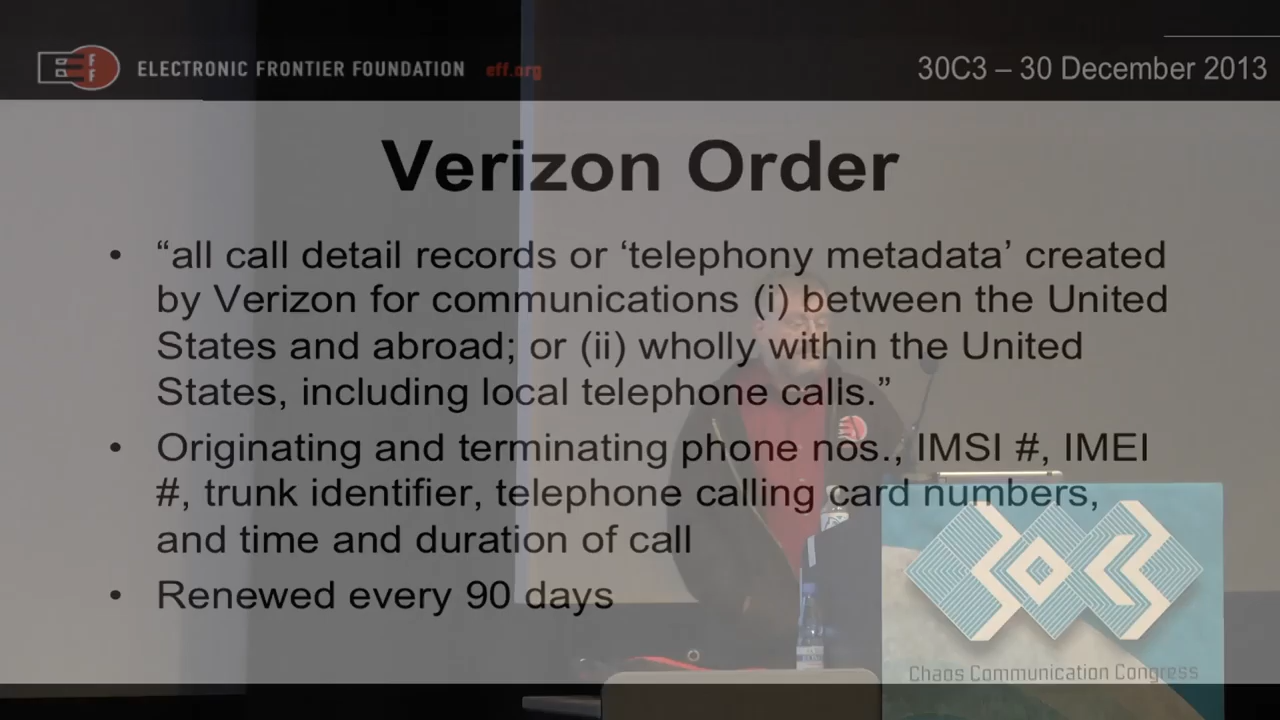 EFF ELECTRONIC FRONTIER FOUNDATION eff.org
30C3 – 30 December 2013
Verizon Order
• “all call detail records or ‘telephony metadata’ created
by Verizon for communications (i) between the United
States and abroad; or (ii) wholly within the United
States, including local telephone calls.”
• Originating and terminating phone nos., IMSI #, IMEI
#, trunk identifier, telephone calling card numbers,
and time and duration of call
• Renewed every 90 days
Chaos Communication Congress